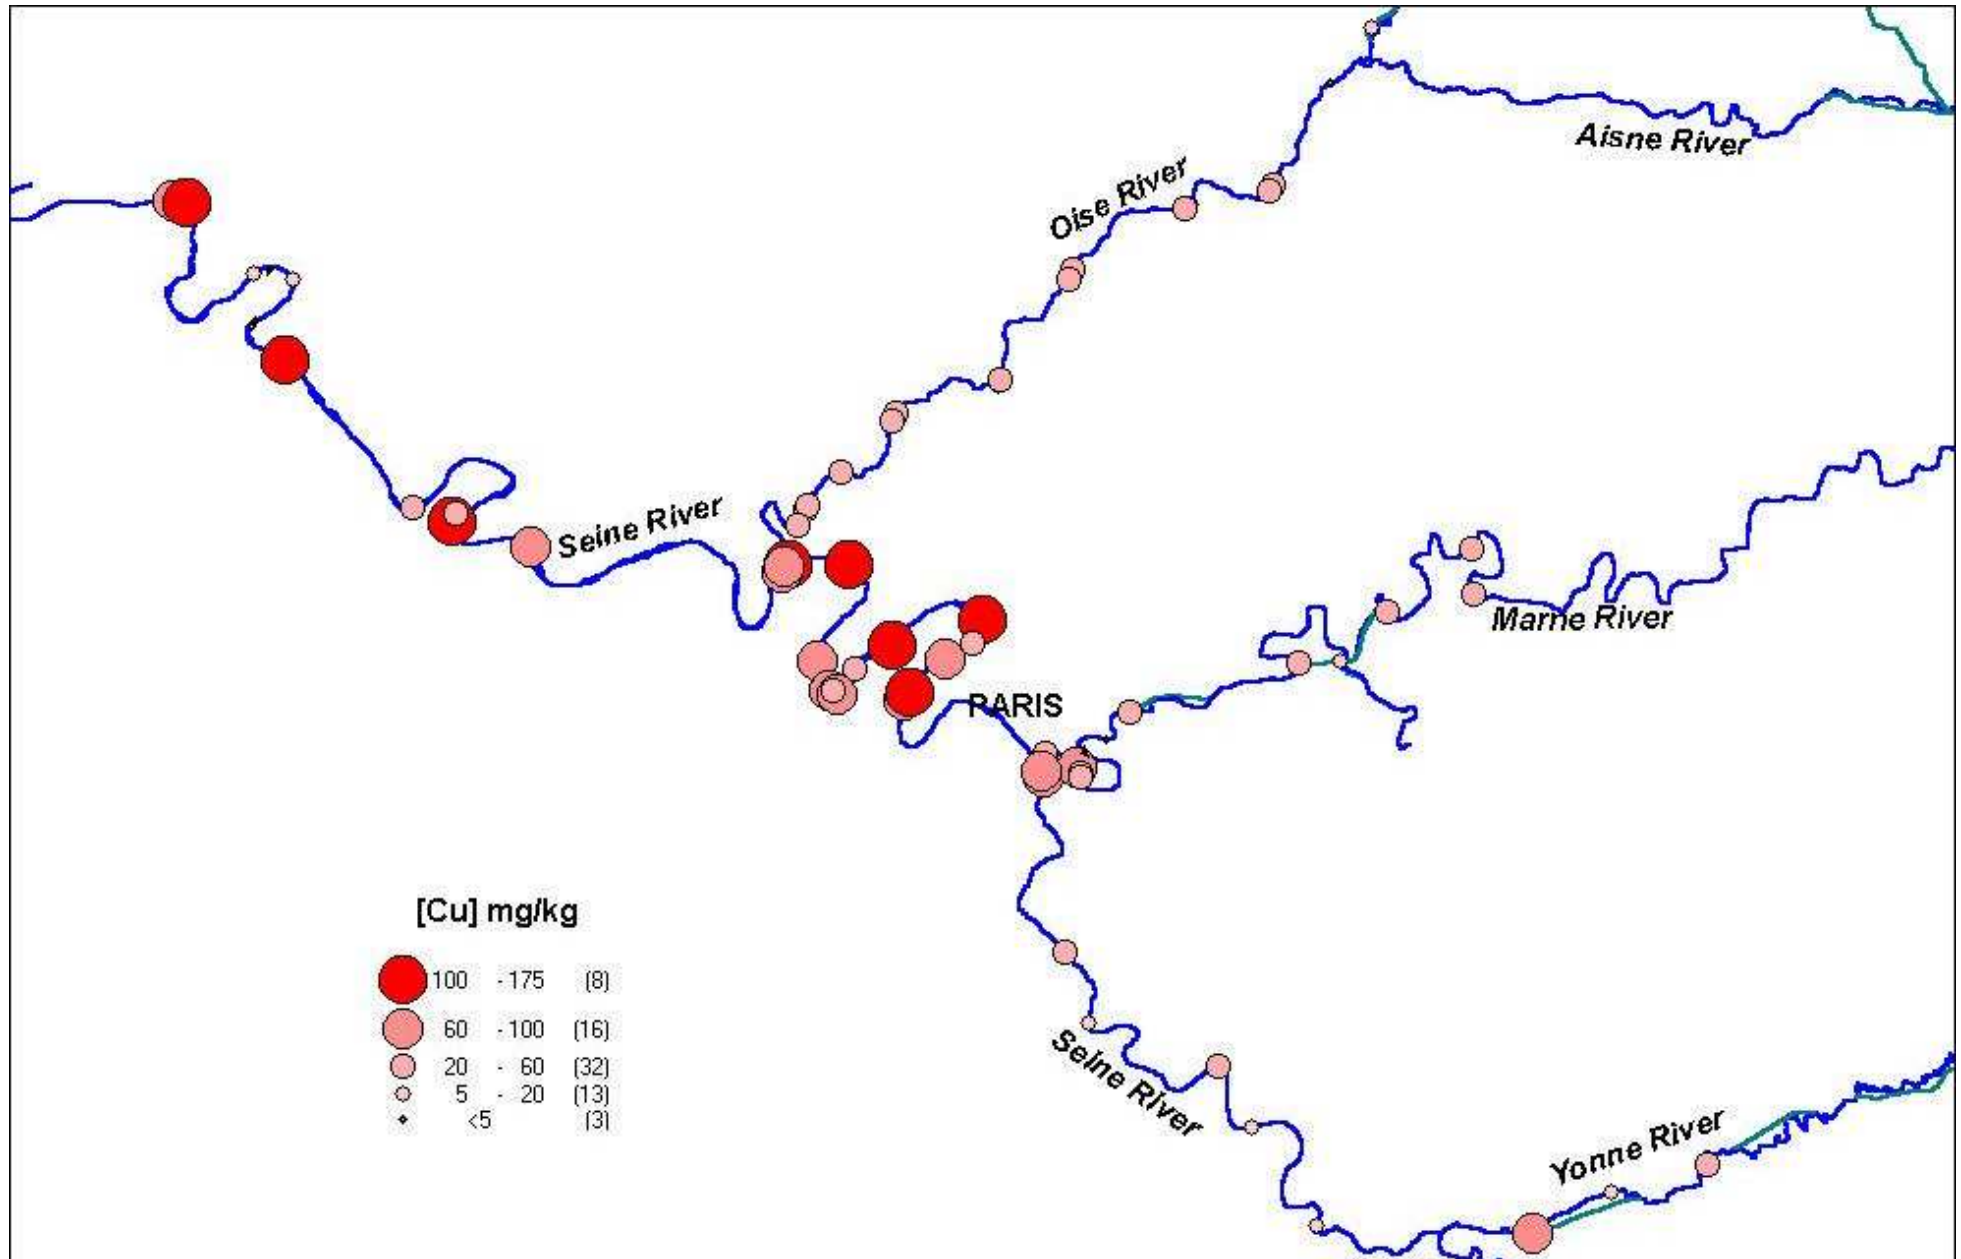 Aisne River
Oise River
Seine River
Marne River
PARIS
[Cu] mg/kg
100 - 175 (8)
60 - 100 (16)
20 - 60 (32)
5 - 20 (13)
<5 (3)
Seine River
Yonne River